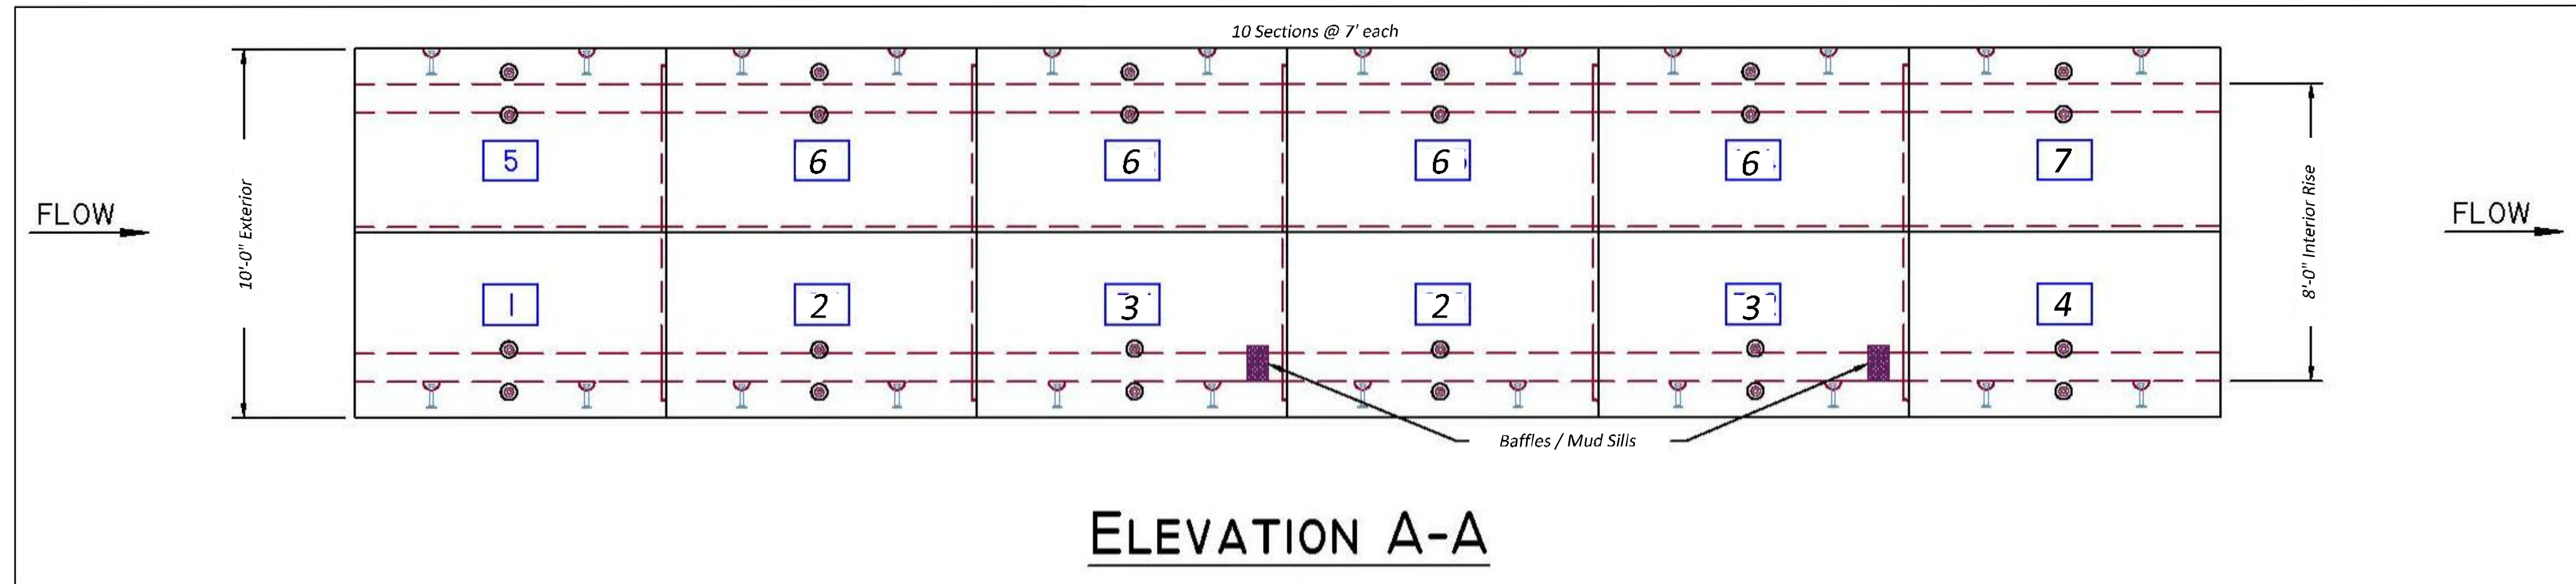 10 Sections @ 7' each
5 6 6 6 6 7
FLOW
10'-0" Exterior
8'-0" Interior Rise
FLOW
1 2 3 2 3 4
Baffles / Mud Sills
ELEVATION A-A